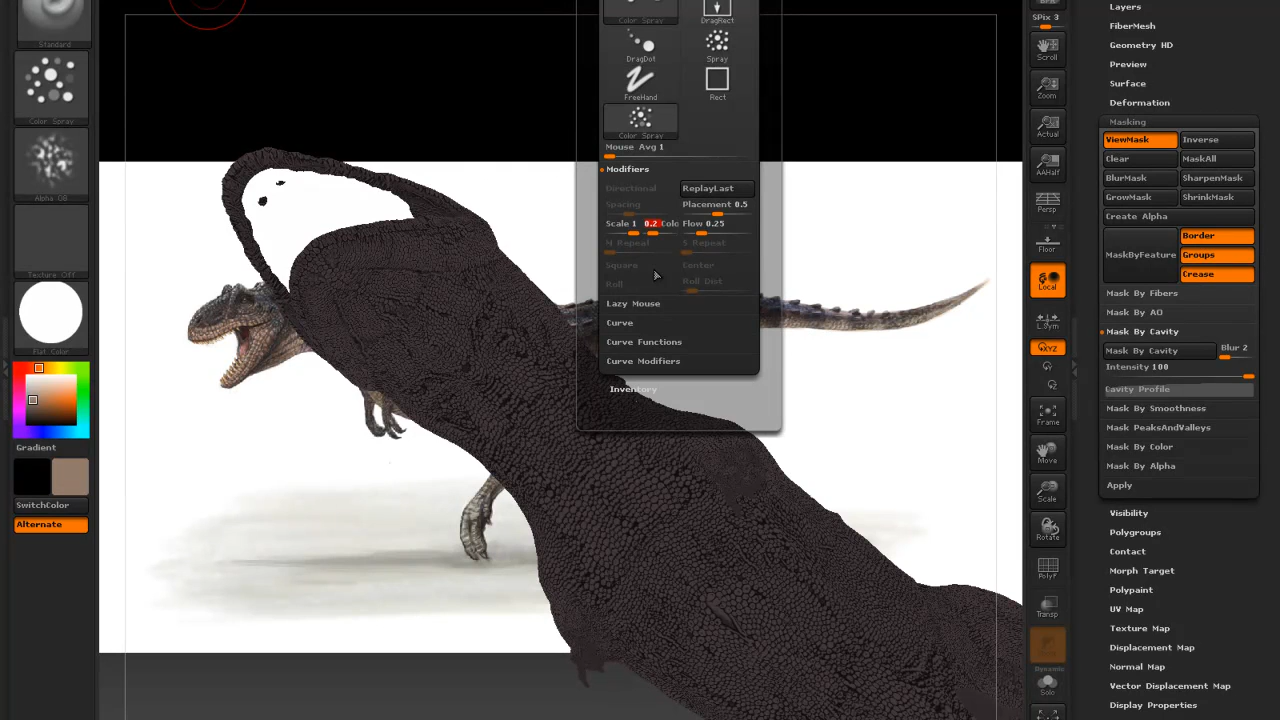 Standard
Color Spray
Alpha 08
Texture Off
Flat Color
Gradient
SwitchColor
Alternate
Color Spray
DragRect
DragDot
Spray
FreeHand
Rect
Color Spray
Mouse Avg 1
Modifiers
Directional
ReplayLast
Spacing
Placement 0.5
Scale 1
0.2 Colc
Flow 0.25
M Repeat
S Repeat
Square
Center
Roll
Roll Dist
Lazy Mouse
Curve
Curve Functions
Curve Modifiers
Inventory
SPix 3
Scroll
Zoom
Actual
AAHalf
Persp
Floor
Local
L.Sym
XYZ
Frame
Move
Scale
Rotate
PolyF
Transp
Dynamic
Solo
Layers
FiberMesh
Geometry HD
Preview
Surface
Deformation
Masking
ViewMask
Inverse
Clear
MaskAll
BlurMask
SharpenMask
GrowMask
ShrinkMask
Create Alpha
MaskByFeature
Border
Groups
Crease
Mask By Fibers
Mask By AO
Mask By Cavity
Mask By Cavity
Blur 2
Intensity 100
Cavity Profile
Mask By Smoothness
Mask PeaksAndValleys
Mask By Color
Mask By Alpha
Apply
Visibility
Polygroups
Contact
Morph Target
Polypaint
UV Map
Texture Map
Displacement Map
Normal Map
Vector Displacement Map
Display Properties